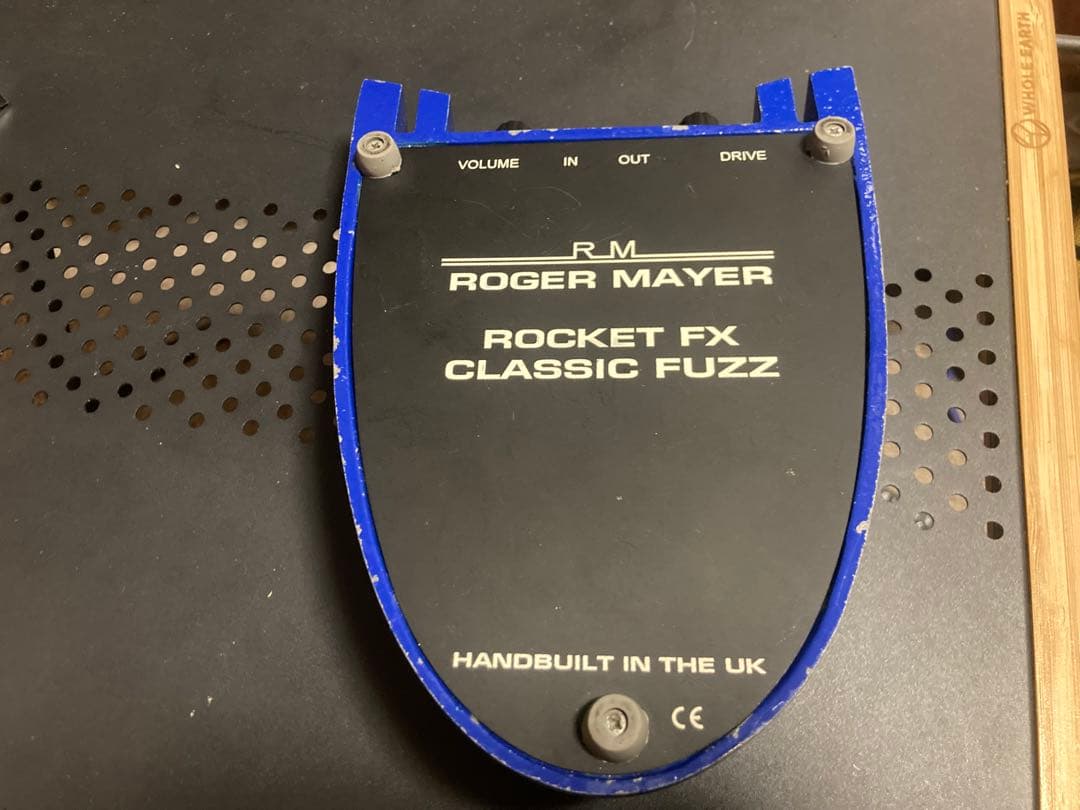 WHOLE EARTH
VOLUME IN OUT DRIVE
RM
ROGER MAYER
ROCKET FX
CLASSIC FUZZ
HANDBUILT IN THE UK
CE